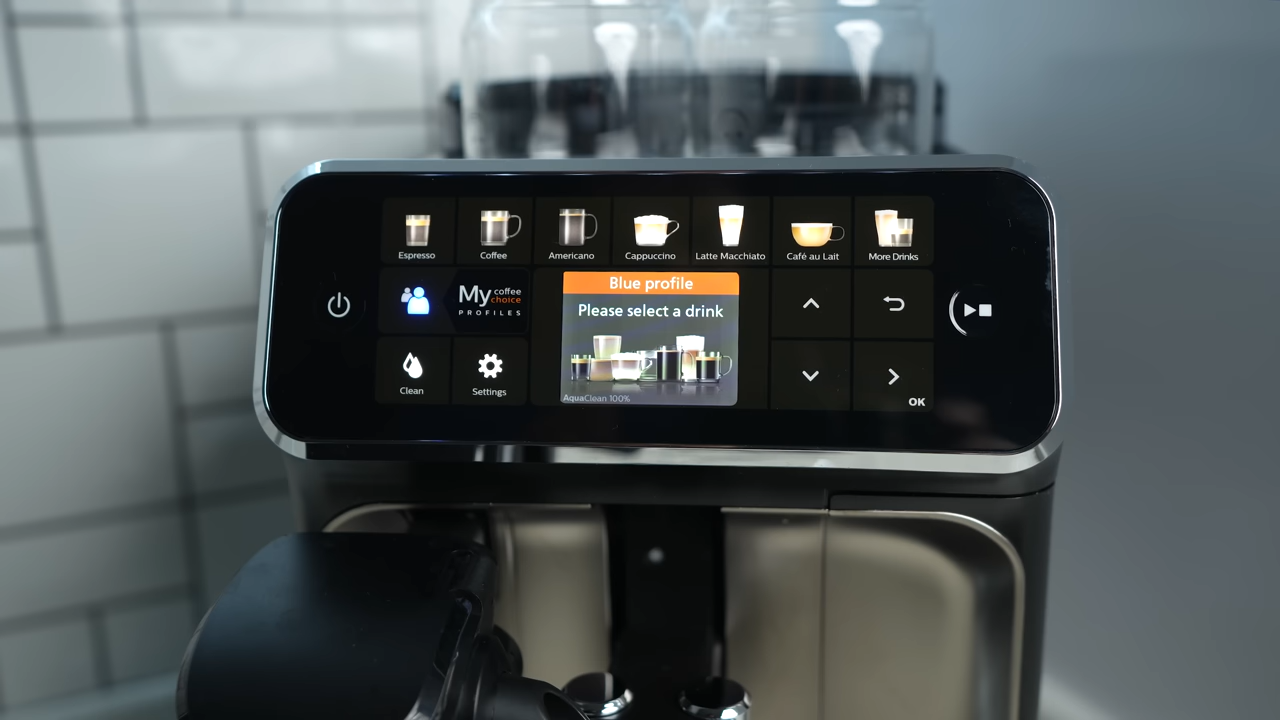 Espresso
Coffee
Americano
Cappuccino
Latte Macchiato
Café au Lait
More Drinks
My coffee choice
PROFILES
Blue profile
Please select a drink
Clean
Settings
AquaClean 100%
OK